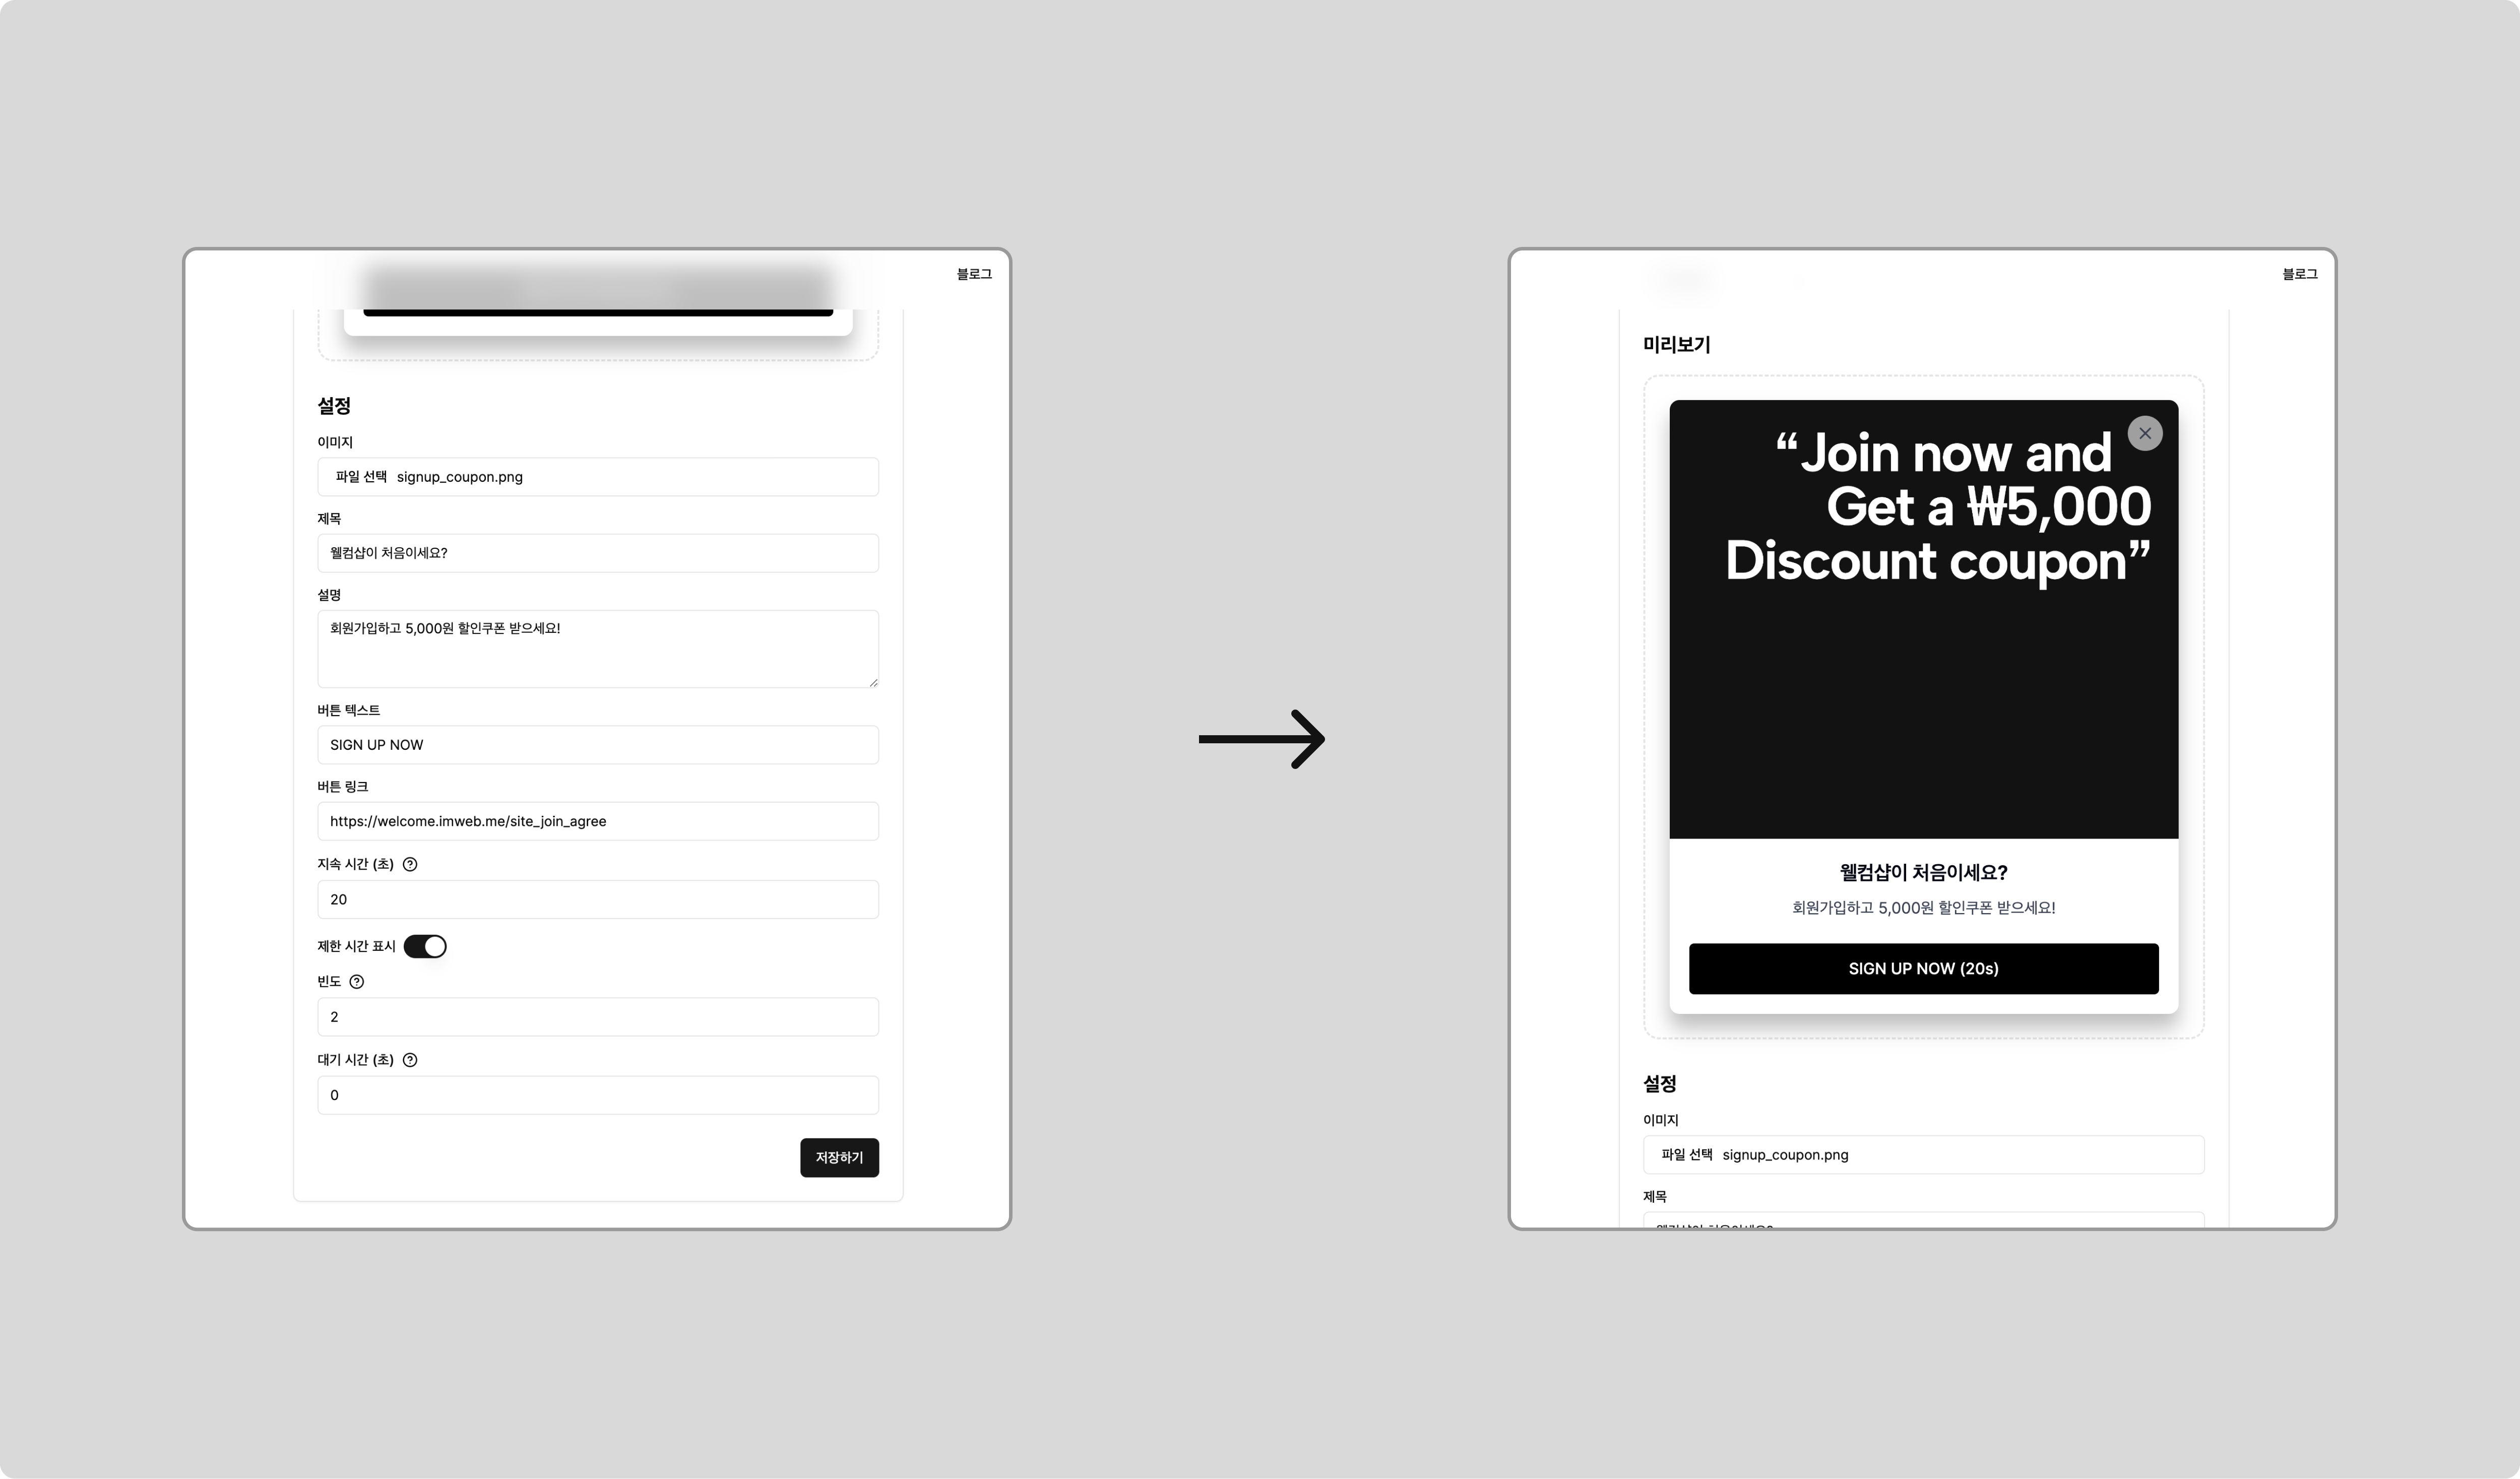 블로그
설정
이미지
파일 선택 signup_coupon.png
제목
웰컴샵이 처음이세요?
설명
회원가입하고 5,000원 할인쿠폰 받으세요!
버튼 텍스트
SIGN UP NOW
버튼 링크
https://welcome.imweb.me/site_join_agree
지속 시간 (초) ?
20
제한 시간 표시
빈도 ?
2
대기 시간 (초) ?
0
저장하기
블로그
미리보기
“Join now and
Get a ₩5,000
Discount coupon”
웰컴샵이 처음이세요?
회원가입하고 5,000원 할인쿠폰 받으세요!
SIGN UP NOW (20s)
설정
이미지
파일 선택 signup_coupon.png
제목